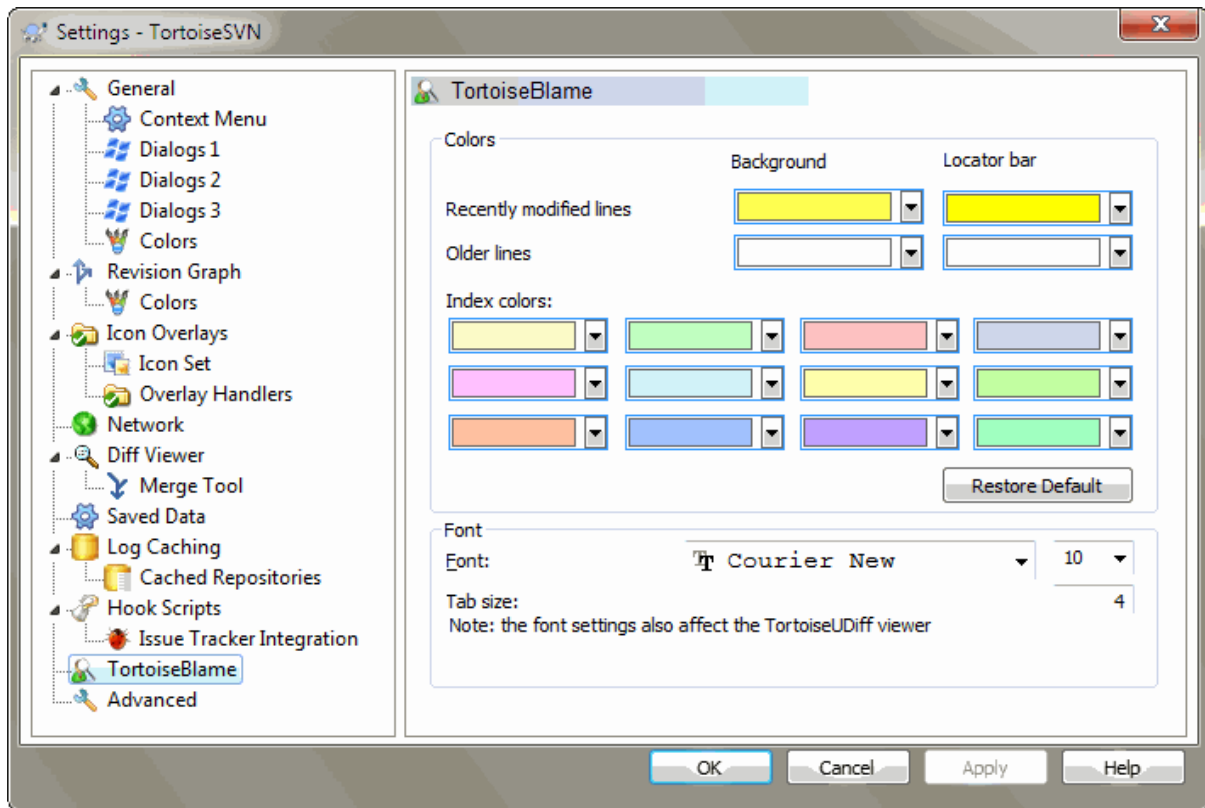 Settings - TortoiseSVN
General
Context Menu
Dialogs 1
Dialogs 2
Dialogs 3
Colors
Revision Graph
Colors
Icon Overlays
Icon Set
Overlay Handlers
Network
Diff Viewer
Merge Tool
Saved Data
Log Caching
Cached Repositories
Hook Scripts
Issue Tracker Integration
TortoiseBlame
Advanced
TortoiseBlame
Colors
Background Locator bar
Recently modified lines
Older lines
Index colors:
Restore Default
Font
Font: Courier New 10
Tab size: 4
Note: the font settings also affect the TortoiseUDiff viewer
OK Cancel Apply Help